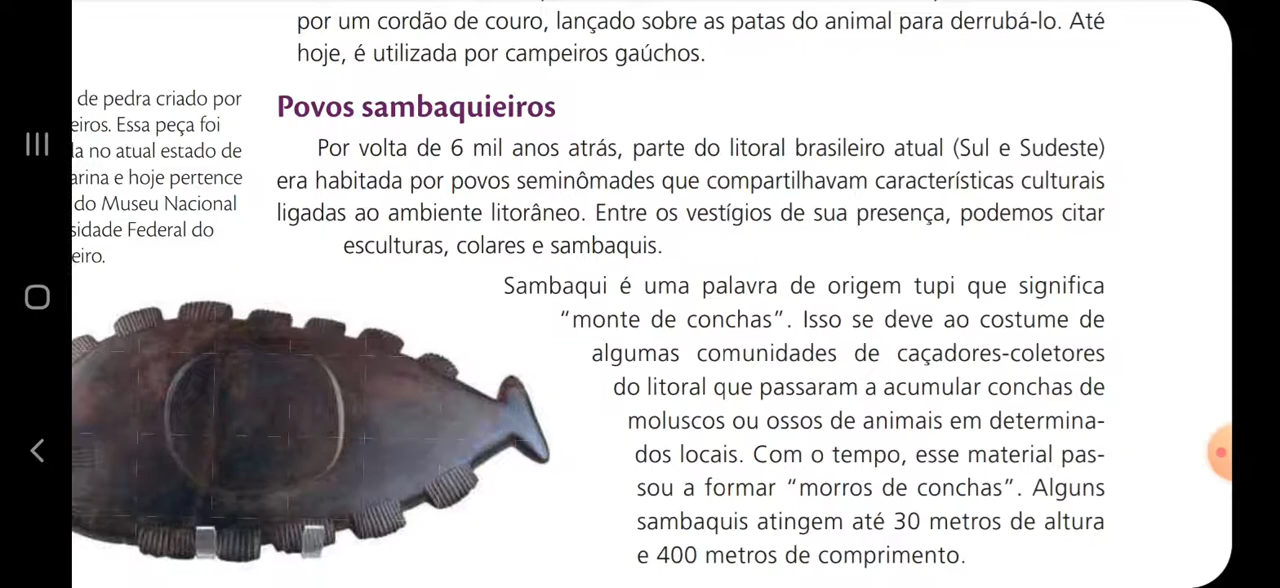 por um cordão de couro, lançado sobre as patas do animal para derrubá-lo. Até
hoje, é utilizada por campeiros gaúchos.
de pedra criado por
eiros. Essa peça foi
la no atual estado de
arina e hoje pertence
do Museu Nacional
sidade Federal do
eiro.
Povos sambaquieiros
Por volta de 6 mil anos atrás, parte do litoral brasileiro atual (Sul e Sudeste)
era habitada por povos seminômades que compartilhavam características culturais
ligadas ao ambiente litorâneo. Entre os vestígios de sua presença, podemos citar
esculturas, colares e sambaquis.
Sambaqui é uma palavra de origem tupi que significa
“monte de conchas”. Isso se deve ao costume de
algumas comunidades de caçadores-coletores
do litoral que passaram a acumular conchas de
moluscos ou ossos de animais em determina-
dos locais. Com o tempo, esse material pas-
sou a formar “morros de conchas”. Alguns
sambaquis atingem até 30 metros de altura
e 400 metros de comprimento.